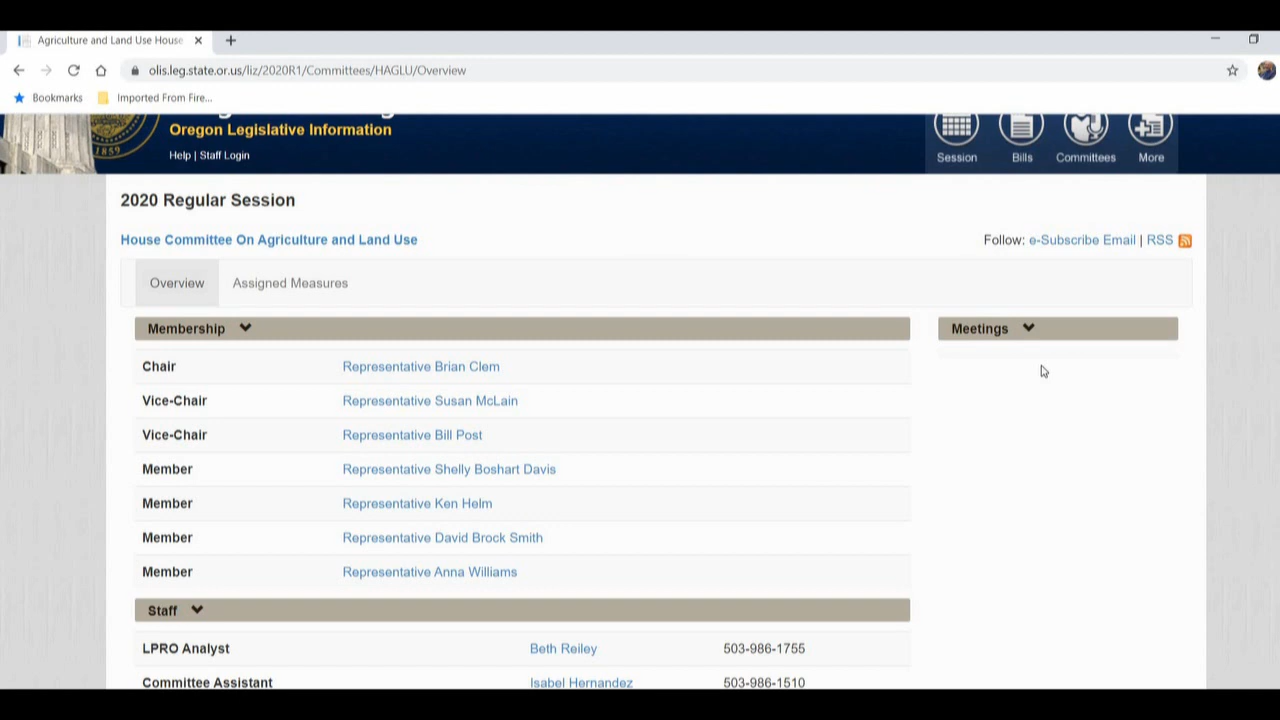 Agriculture and Land Use House
olis.leg.state.or.us/liz/2020R1/Committees/HAGLU/Overview
Bookmarks Imported From Fire...
Oregon Legislative Information
1859
Help | Staff Login
Session Bills Committees More
2020 Regular Session
House Committee On Agriculture and Land Use
Follow: e-Subscribe Email | RSS
Overview Assigned Measures
Membership
Meetings
Chair Representative Brian Clem
Vice-Chair Representative Susan McLain
Vice-Chair Representative Bill Post
Member Representative Shelly Boshart Davis
Member Representative Ken Helm
Member Representative David Brock Smith
Member Representative Anna Williams
Staff
LPRO Analyst Beth Reiley 503-986-1755
Committee Assistant Isabel Hernandez 503-986-1510